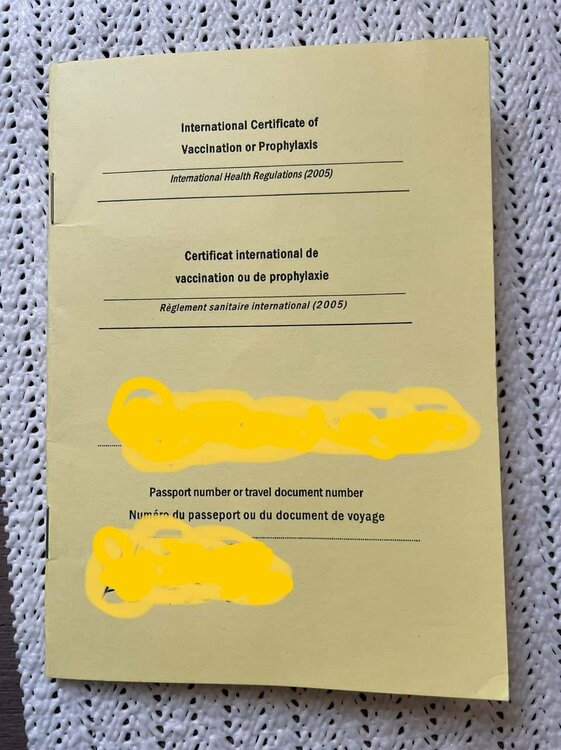 International Certificate of
Vaccination or Prophylaxis
International Health Regulations (2005)
Certificat international de
vaccination ou de prophylaxie
Règlement sanitaire international (2005)
Passport number or travel document number
Numéro du passeport ou du document de voyage